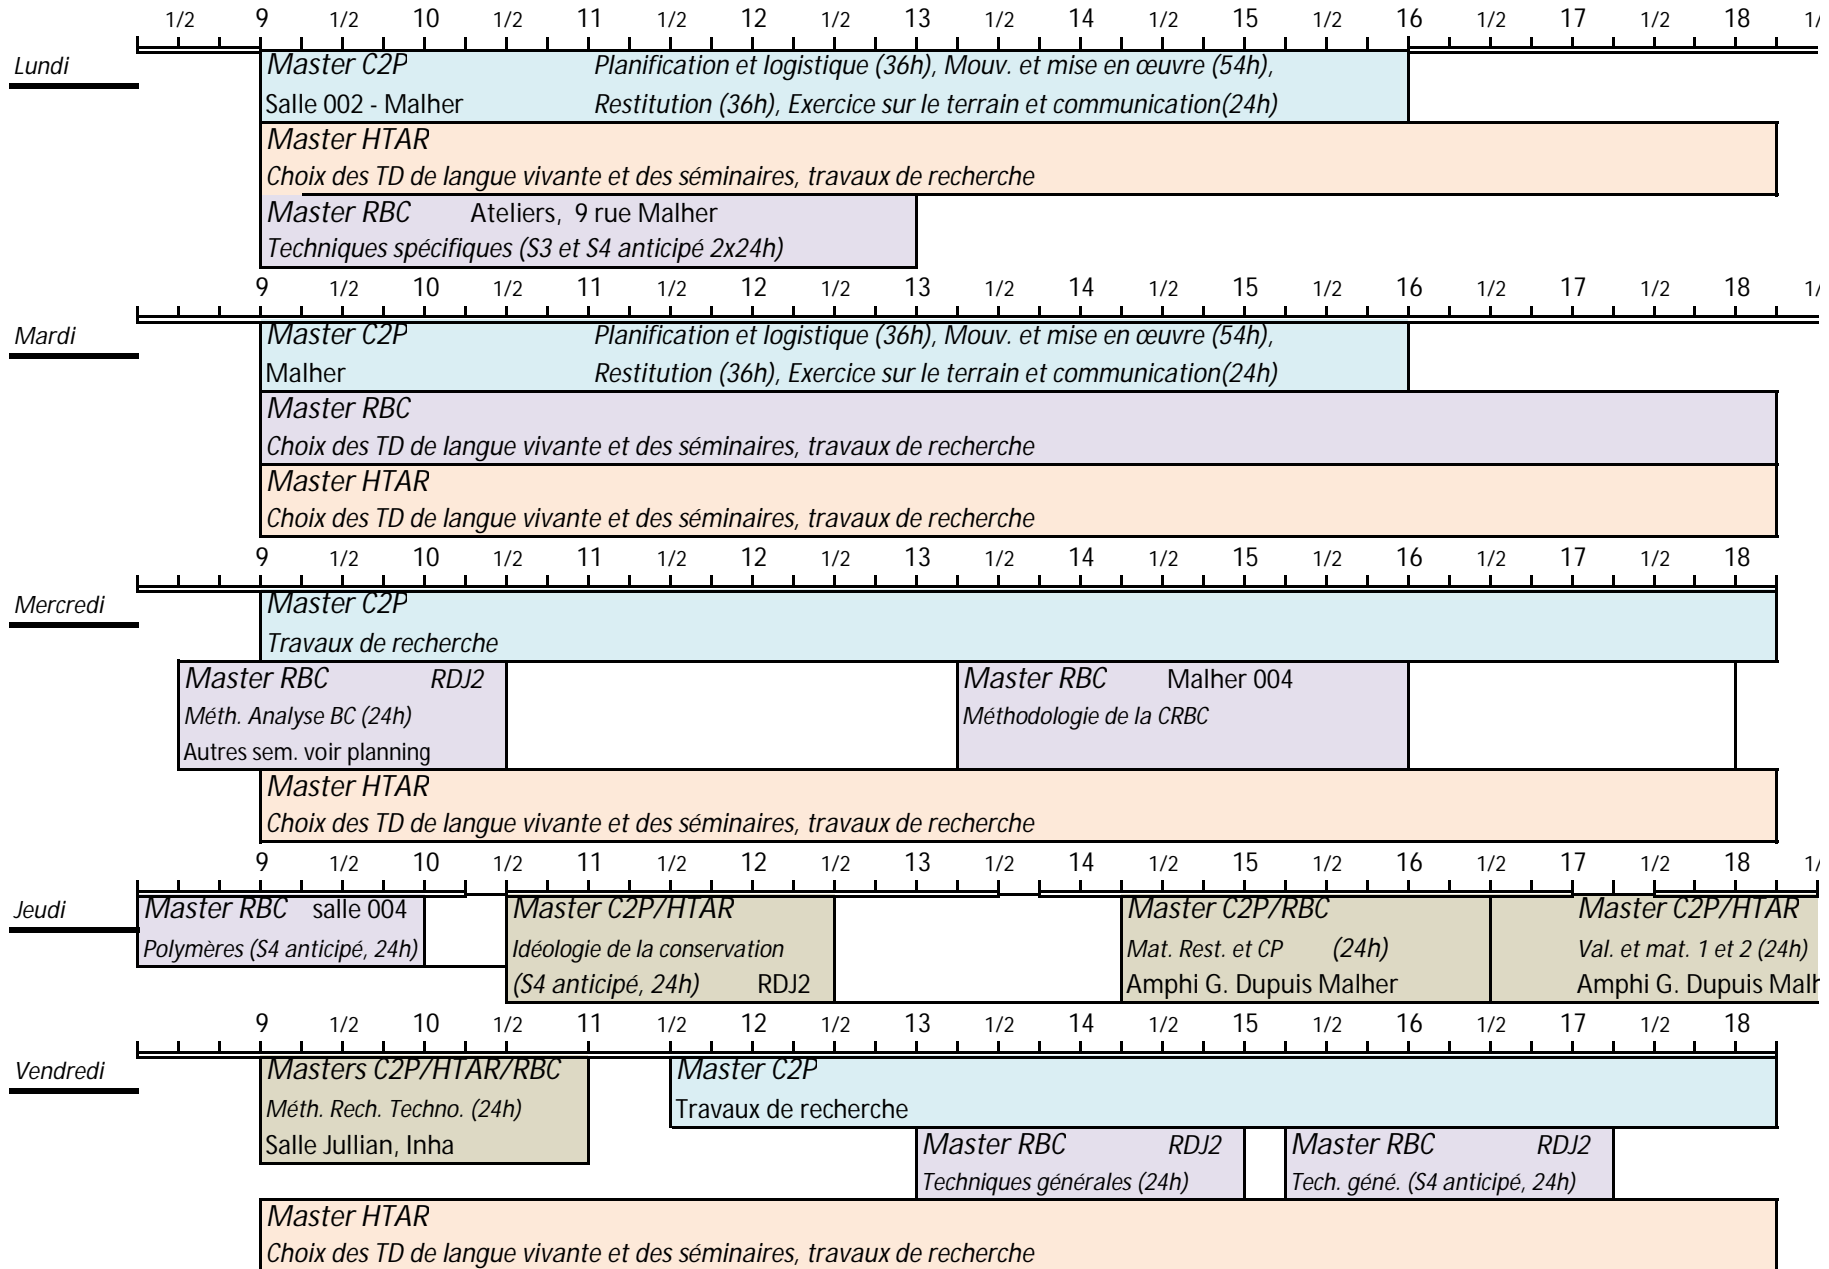 1/2 9 1/2 10 1/2 11 1/2 12 1/2 13 1/2 14 1/2 15 1/2 16 1/2 17 1/2 18 1/
Lundi
Master C2P Planification et logistique (36h), Mouv. et mise en œuvre (54h),
Salle 002 - Malher Restitution (36h), Exercice sur le terrain et communication(24h)
Master HTAR
Choix des TD de langue vivante et des séminaires, travaux de recherche
Master RBC Ateliers, 9 rue Malher
Techniques spécifiques (S3 et S4 anticipé 2x24h)
9 1/2 10 1/2 11 1/2 12 1/2 13 1/2 14 1/2 15 1/2 16 1/2 17 1/2 18 1/
Mardi
Master C2P Planification et logistique (36h), Mouv. et mise en œuvre (54h),
Malher Restitution (36h), Exercice sur le terrain et communication(24h)
Master RBC
Choix des TD de langue vivante et des séminaires, travaux de recherche
Master HTAR
Choix des TD de langue vivante et des séminaires, travaux de recherche
9 1/2 10 1/2 11 1/2 12 1/2 13 1/2 14 1/2 15 1/2 16 1/2 17 1/2 18
Mercredi
Master C2P
Travaux de recherche
Master RBC RDJ2
Méth. Analyse BC (24h)
Autres sem. voir planning
Master RBC Malher 004
Méthodologie de la CRBC
Master HTAR
Choix des TD de langue vivante et des séminaires, travaux de recherche
9 1/2 10 1/2 11 1/2 12 1/2 13 1/2 14 1/2 15 1/2 16 1/2 17 1/2 18 1/
Jeudi
Master RBC salle 004
Polymères (S4 anticipé, 24h)
Master C2P/HTAR
Idéologie de la conservation
(S4 anticipé, 24h) RDJ2
Master C2P/RBC
Mat. Rest. et CP (24h)
Amphi G. Dupuis Malher
Master C2P/HTAR
Val. et mat. 1 et 2 (24h)
Amphi G. Dupuis Malh
9 1/2 10 1/2 11 1/2 12 1/2 13 1/2 14 1/2 15 1/2 16 1/2 17 1/2 18
Vendredi
Masters C2P/HTAR/RBC
Méth. Rech. Techno. (24h)
Salle Jullian, Inha
Master C2P
Travaux de recherche
Master RBC RDJ2
Techniques générales (24h)
Master RBC RDJ2
Tech. géné. (S4 anticipé, 24h)
Master HTAR
Choix des TD de langue vivante et des séminaires, travaux de recherche